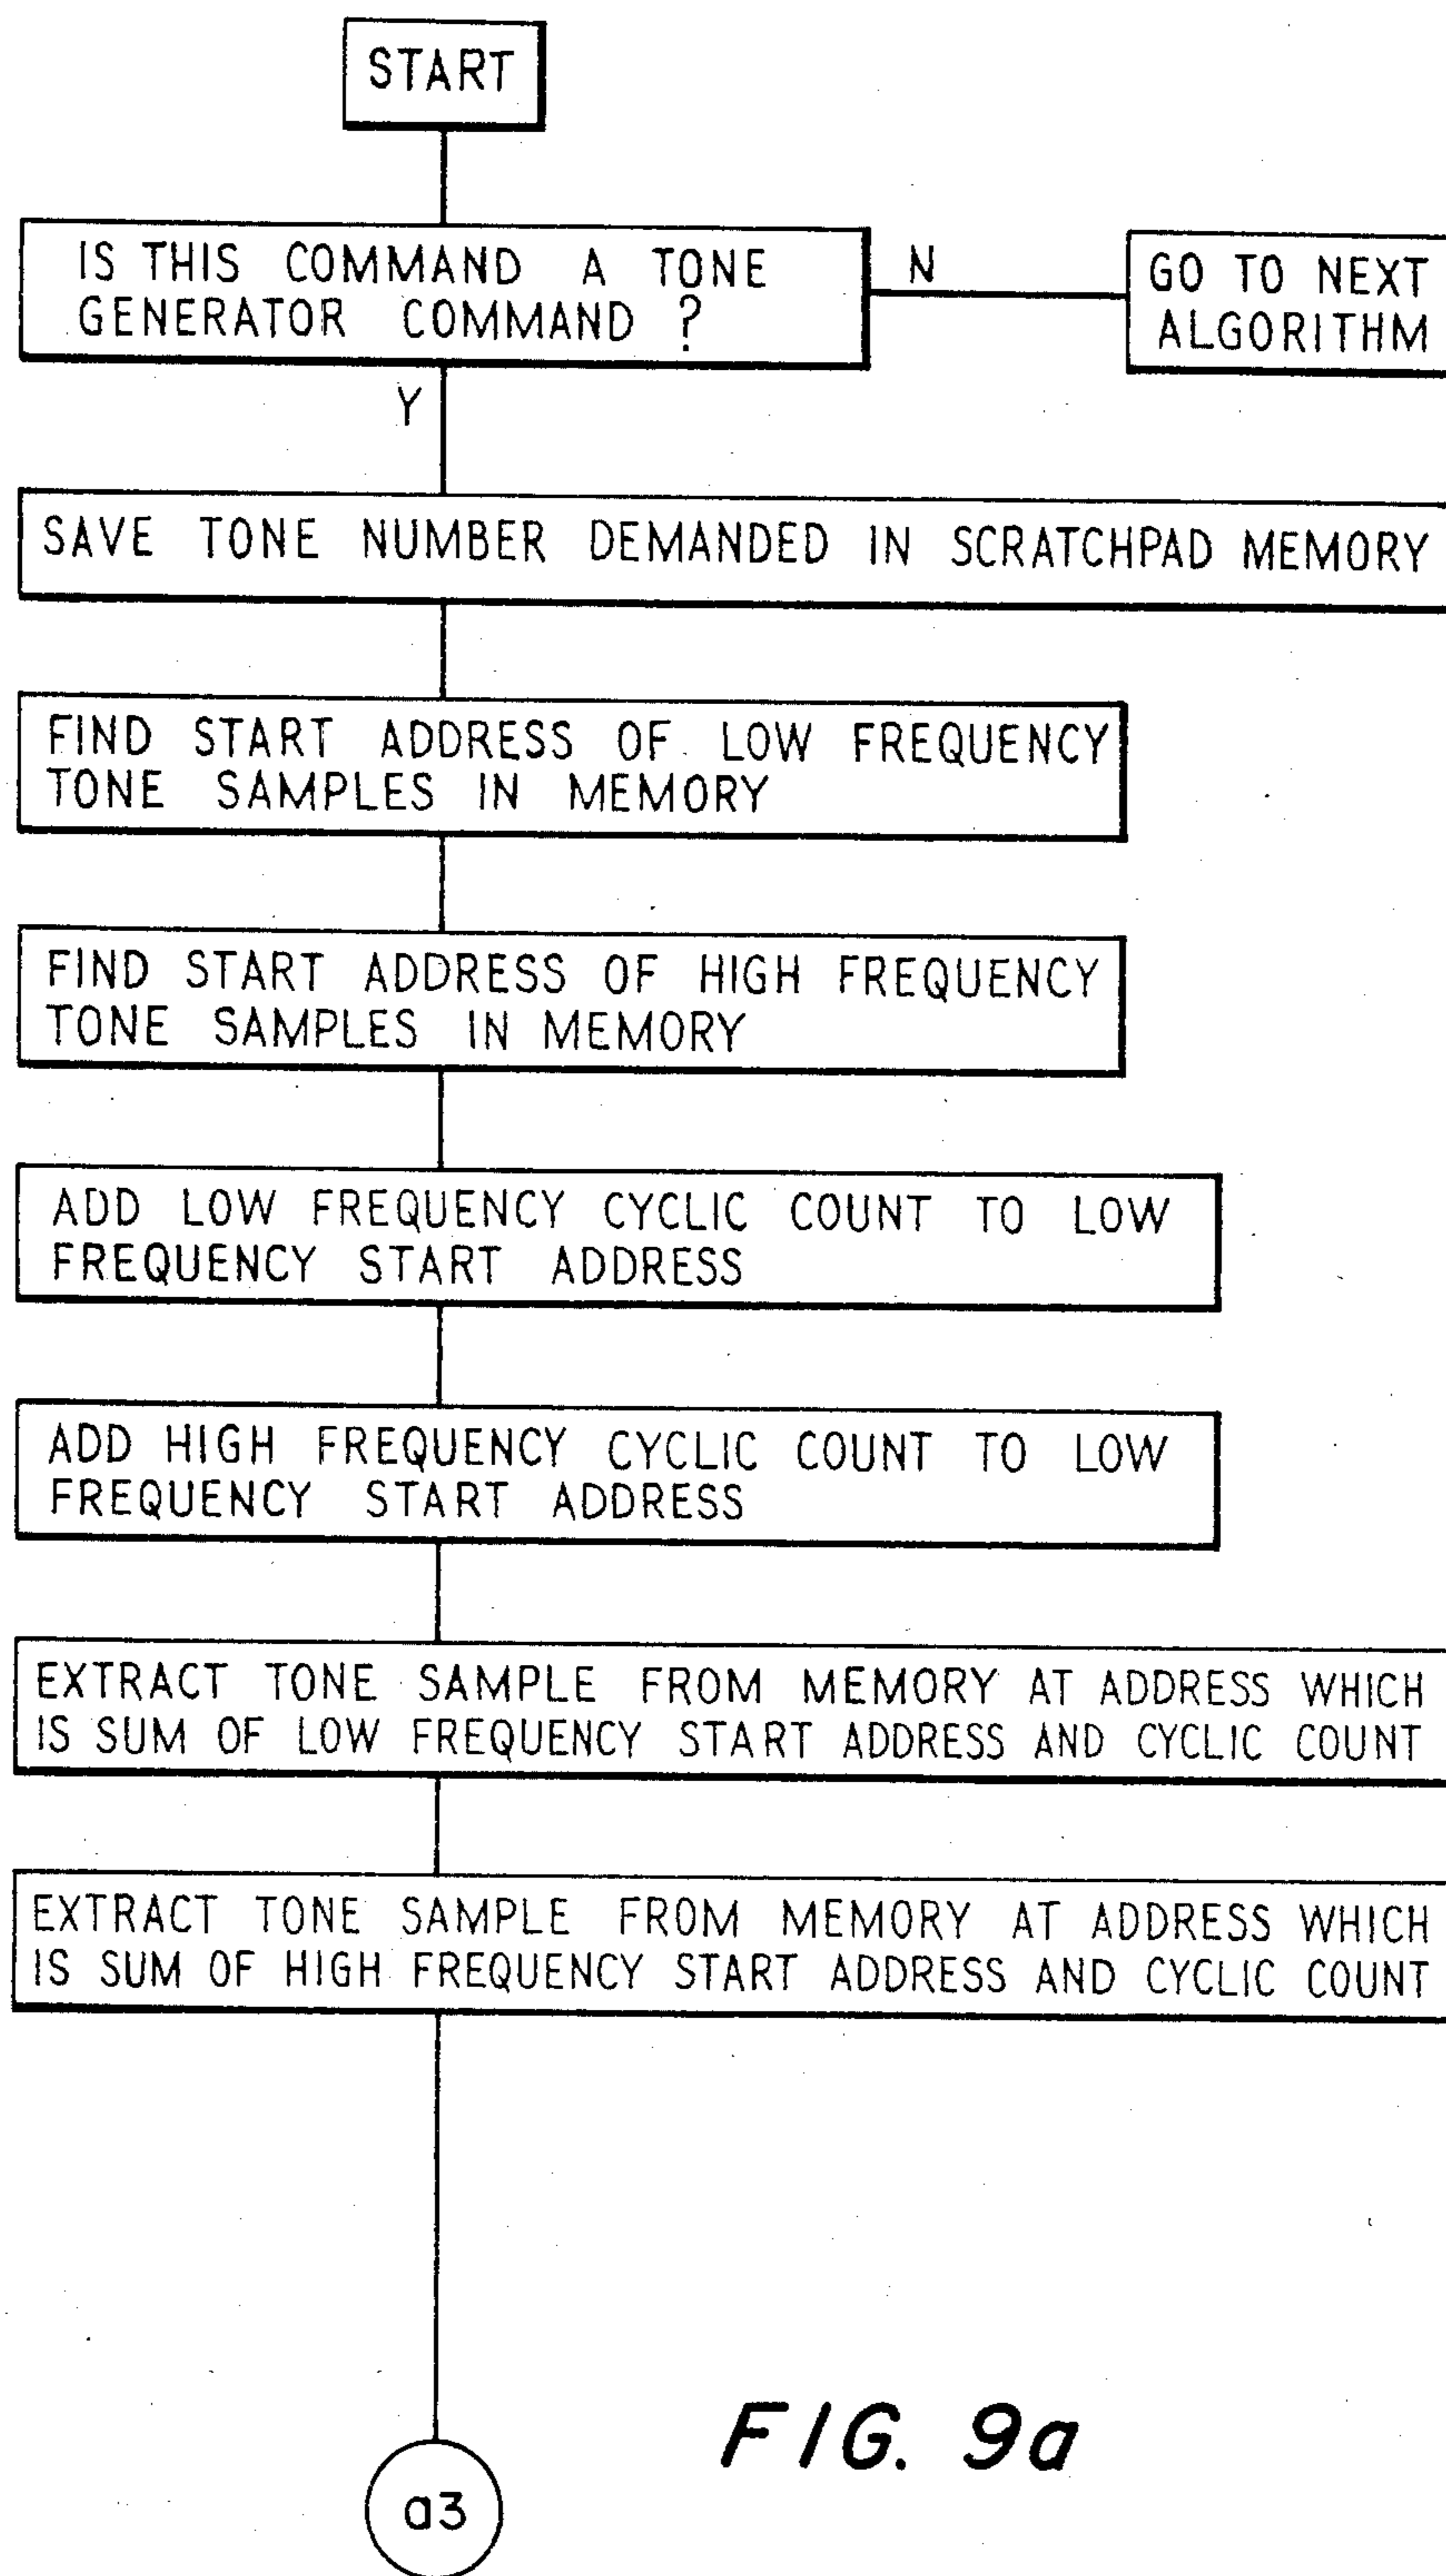 START
IS THIS COMMAND A TONE
GENERATOR COMMAND ?
N
GO TO NEXT
ALGORITHM
Y
SAVE TONE NUMBER DEMANDED IN SCRATCHPAD MEMORY
FIND START ADDRESS OF LOW FREQUENCY
TONE SAMPLES IN MEMORY
FIND START ADDRESS OF HIGH FREQUENCY
TONE SAMPLES IN MEMORY
ADD LOW FREQUENCY CYCLIC COUNT TO LOW
FREQUENCY START ADDRESS
ADD HIGH FREQUENCY CYCLIC COUNT TO LOW
FREQUENCY START ADDRESS
EXTRACT TONE SAMPLE FROM MEMORY AT ADDRESS WHICH
IS SUM OF LOW FREQUENCY START ADDRESS AND CYCLIC COUNT
EXTRACT TONE SAMPLE FROM MEMORY AT ADDRESS WHICH
IS SUM OF HIGH FREQUENCY START ADDRESS AND CYCLIC COUNT
FIG. 9a
a3